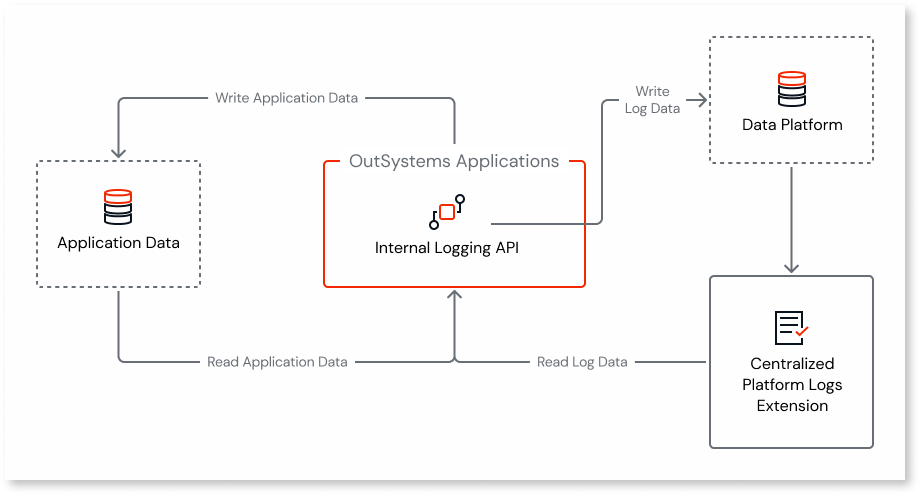 Write Application Data
Write
Log Data
Data Platform
OutSystems Applications
Application Data
Internal Logging API
Read Application Data
Read Log Data
Centralized
Platform Logs
Extension